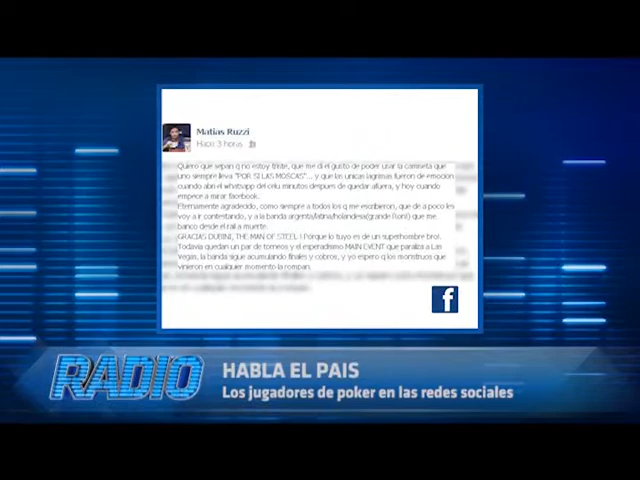 Matias Ruzzi
Hace 3 horas
Quiero que sepan q no estoy triste, que me di el gusto de poder usar la camiseta que
uno siempre lleva "POR SI LAS MOSCAS"... y que las unicas lagrimas fueron de emoción
cuando abri el whatsapp del celu minutos despues de quedar afuera, y hoy cuando
empece a mirar facebook.
Eternamente agradecido, como siempre a todos los q me escribieron, que de a poco les
voy a ir contestando, y a la banda argenta/latina/holandesa(grande que me
banco desde el rail a muerte.
GRACIAS DUBINI, THE MAN OF STEEL ! Porque lo tuyo es de un superhombre bro!.
Todavia quedan un par de torneos y el esperadísimo MAIN EVENT que paraliza a Las
Vegas, la banda sigue acumulando finales y cobros, y yo espero q los monstruos que
vinieron en cualquier momento la rompan.
f
RADIO
HABLA EL PAIS
Los jugadores de poker en las redes sociales